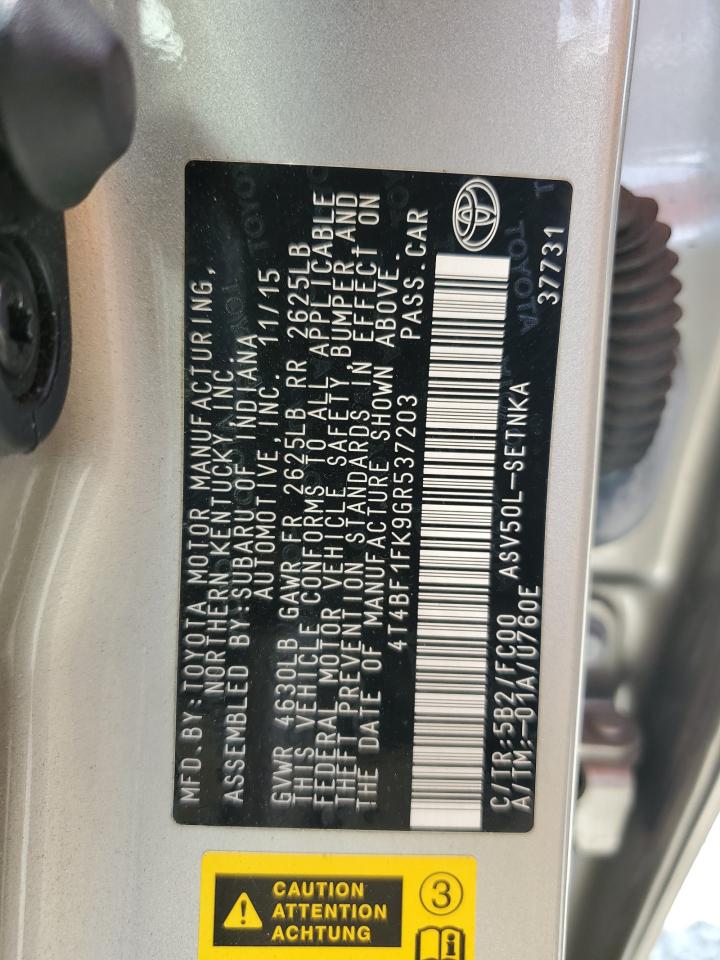 MFD.BY:TOYOTA MOTOR MANUFACTURING,
NORTHERN KENTUCKY,INC.
ASSEMBLED BY:SUBARU OF INDIANA
AUTOMOTIVE,INC. 11/15
GVWR 4630LB GAWR FR 2625LB RR 2625LB
THIS VEHICLE CONFORMS TO ALL APPLICABLE
FEDERAL MOTOR VEHICLE SAFETY, BUMPER,AND
THEFT PREVENTION STANDARDS IN EFFECT ON
THE DATE OF MANUFACTURE SHOWN ABOVE.
4T4BF1FK9GR537203 PASS.CAR
C/TR:5B2/FC00 ASV50L-SETNKA
A/TM:-01A/U760E 37731
TOYOTA
CAUTION
ATTENTION
ACHTUNG
3